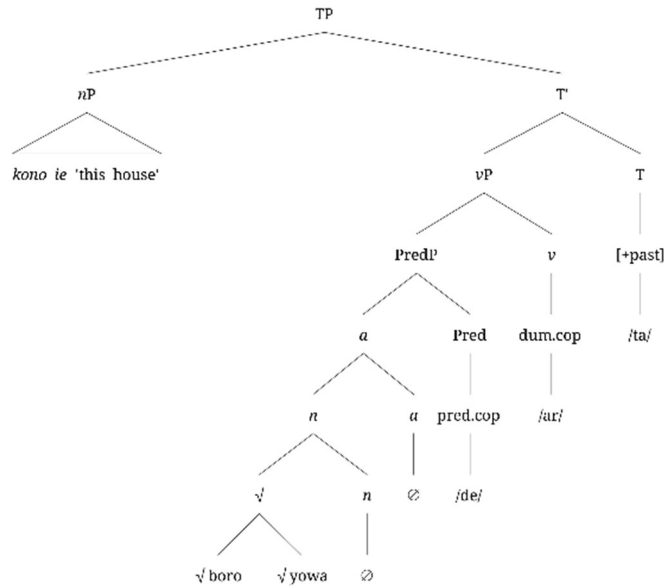 TP
nP T'
kono ie 'this house' vP T
PredP v [+past]
a Pred dum.cop /ta/
n a pred.cop /ar/
√ n ∅ /de/
√boro √yowa ∅